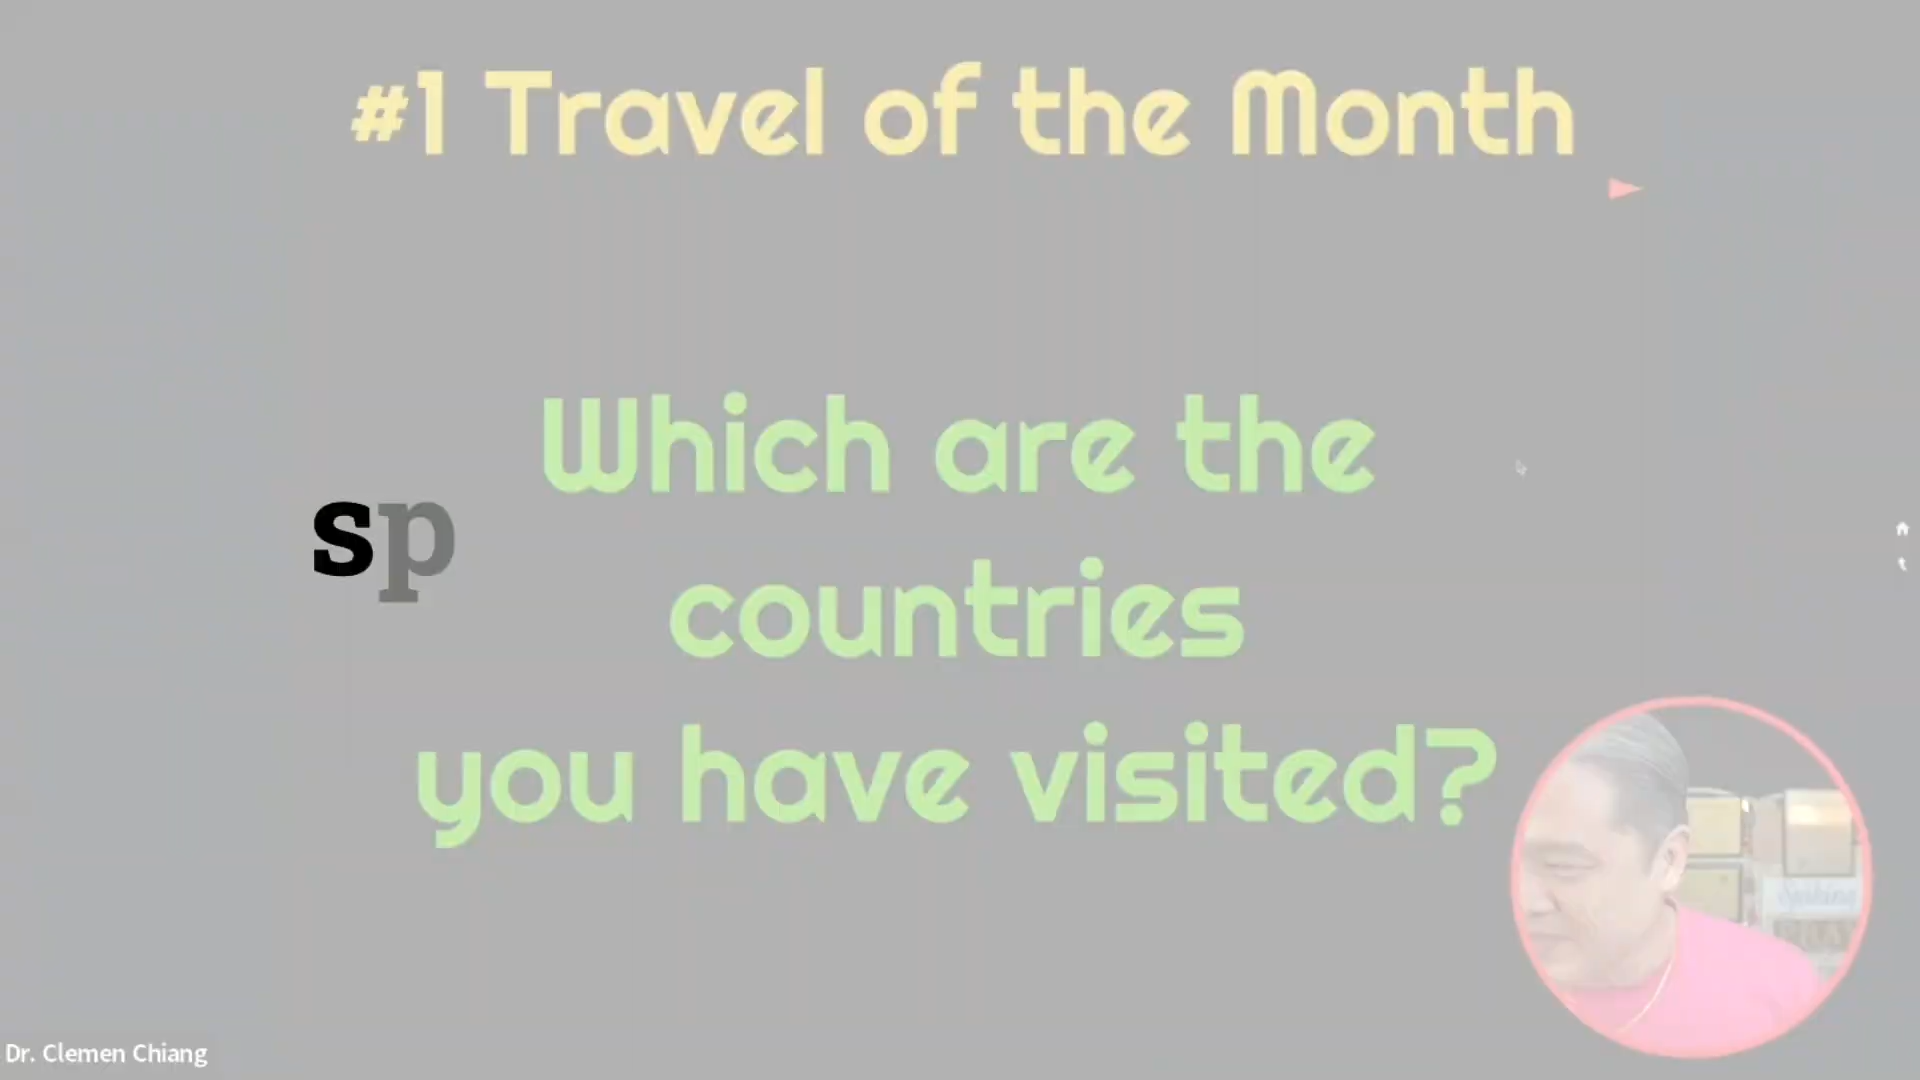 #1 Travel of the Month
Which are the
sp
countries
you have visited?
Dr. Clemen Chiang